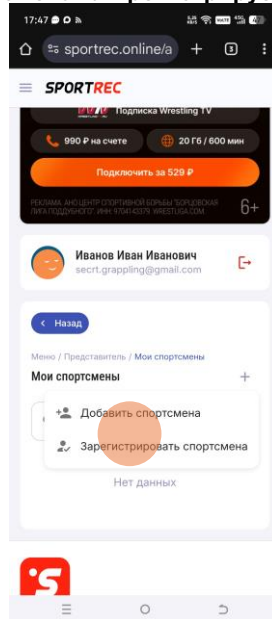 17:47
sportrec.online/a
3
SPORTREC
Подписка Wrestling TV
990 ₽ на счете
20 Гб / 600 мин
Подключить за 529 ₽
6+
Иванов Иван Иванович
secrt.grappling@gmail.com
Назад
Меню / Представитель / Мои спортсмены
Мои спортсмены
Добавить спортсмена
Зарегистрировать спортсмена
Нет данных